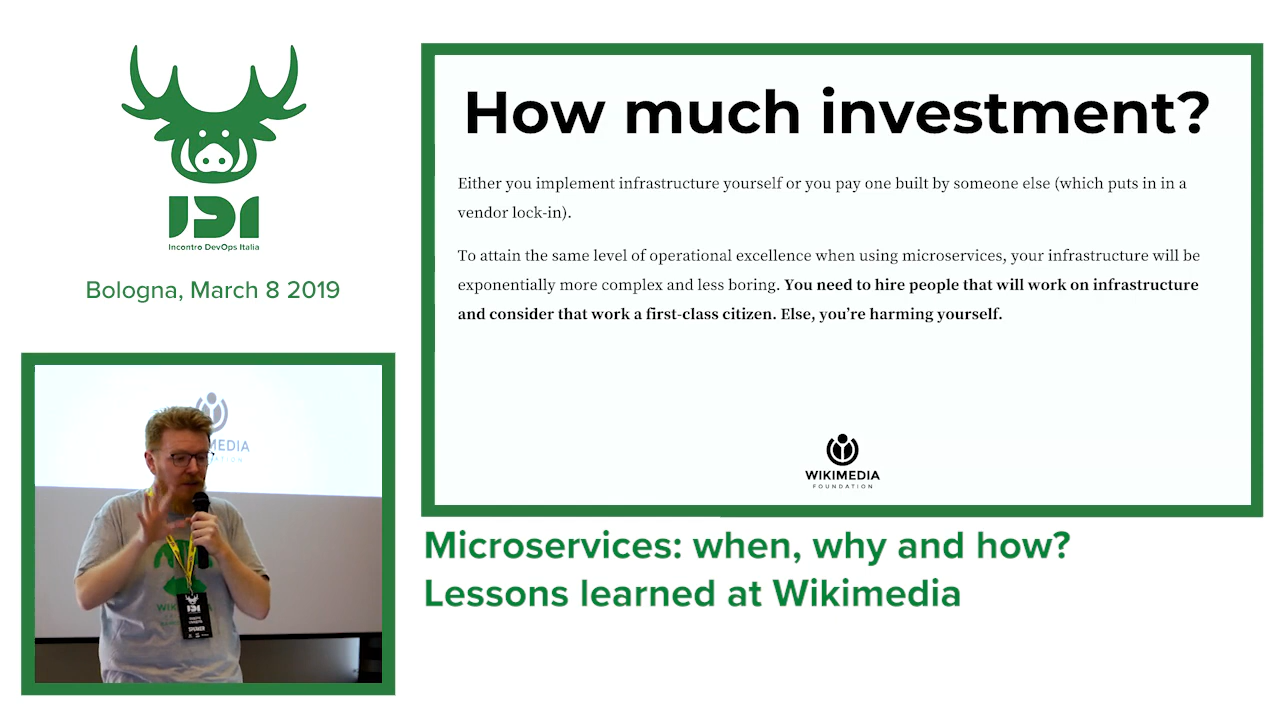 IDI
Incontro DevOps Italia
Bologna, March 8 2019
How much investment?
Either you implement infrastructure yourself or you pay one built by someone else (which puts in in a
vendor lock-in).
To attain the same level of operational excellence when using microservices, your infrastructure will be
exponentially more complex and less boring. You need to hire people that will work on infrastructure
and consider that work a first-class citizen. Else, you’re harming yourself.
WIKIMEDIA
FOUNDATION
Microservices: when, why and how?
Lessons learned at Wikimedia
SPEAKER